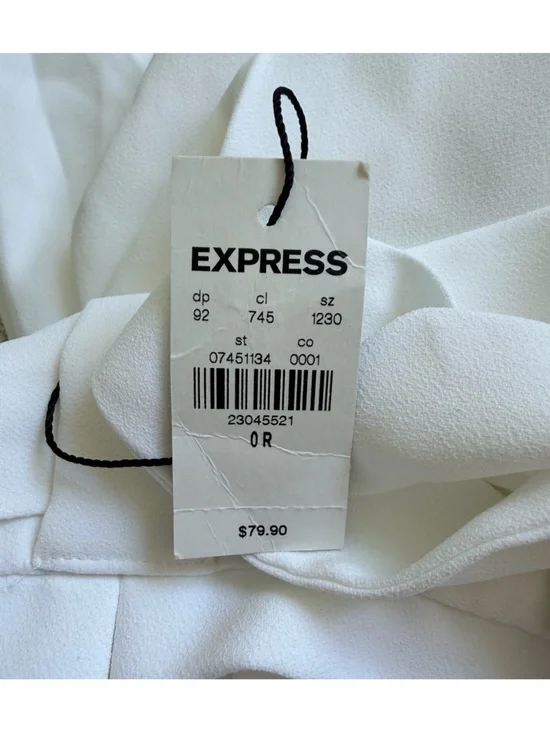 EXPRESS
dp cl sz
92 745 1230
st co
07451134 0001
23045521
0 R
$79.90